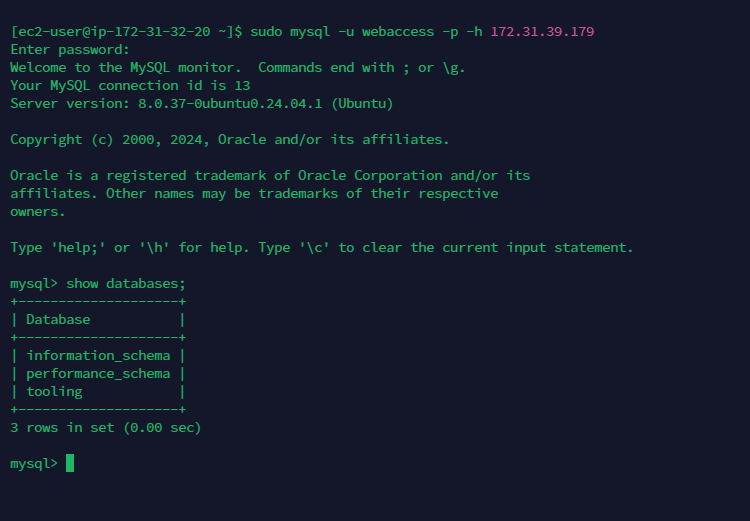 [ec2-user@ip-172-31-32-20 ~]$ sudo mysql -u webaccess -p -h 172.31.39.179
Enter password:
Welcome to the MySQL monitor.  Commands end with ; or \g.
Your MySQL connection id is 13
Server version: 8.0.37-0ubuntu0.24.04.1 (Ubuntu)

Copyright (c) 2000, 2024, Oracle and/or its affiliates.

Oracle is a registered trademark of Oracle Corporation and/or its
affiliates. Other names may be trademarks of their respective
owners.

Type 'help;' or '\h' for help. Type '\c' to clear the current input statement.

mysql> show databases;
+--------------------+
| Database           |
+--------------------+
| information_schema |
| performance_schema |
| tooling            |
+--------------------+
3 rows in set (0.00 sec)

mysql>